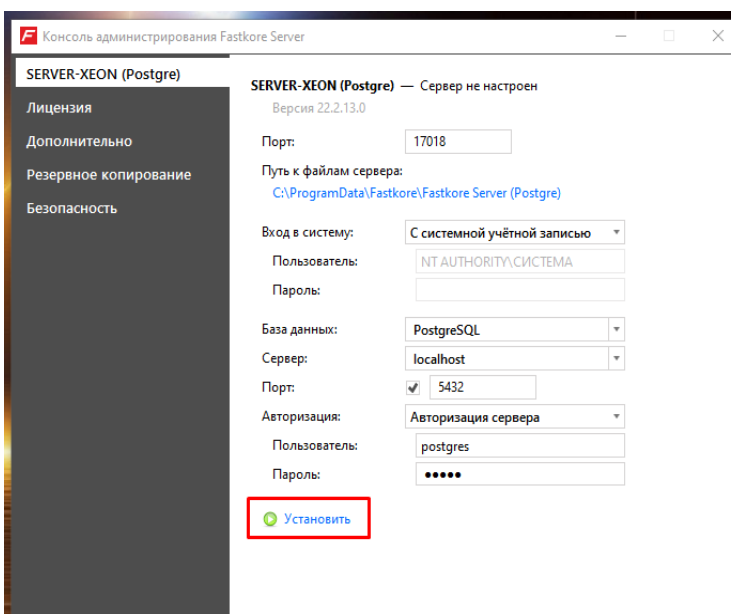 F Консоль администрирования Fastkore Server
SERVER-XEON (Postgre)
Лицензия
Дополнительно
Резервное копирование
Безопасность
SERVER-XEON (Postgre) — Сервер не настроен
Версия 22.2.13.0
Порт: 17018
Путь к файлам сервера:
C:\ProgramData\Fastkore\Fastkore Server (Postgre)
Вход в систему: С системной учётной записью
Пользователь: NT AUTHORITY\СИСТЕМА
Пароль:
База данных: PostgreSQL
Сервер: localhost
Порт: 5432
Авторизация: Авторизация сервера
Пользователь: postgres
Пароль: •••••
Установить